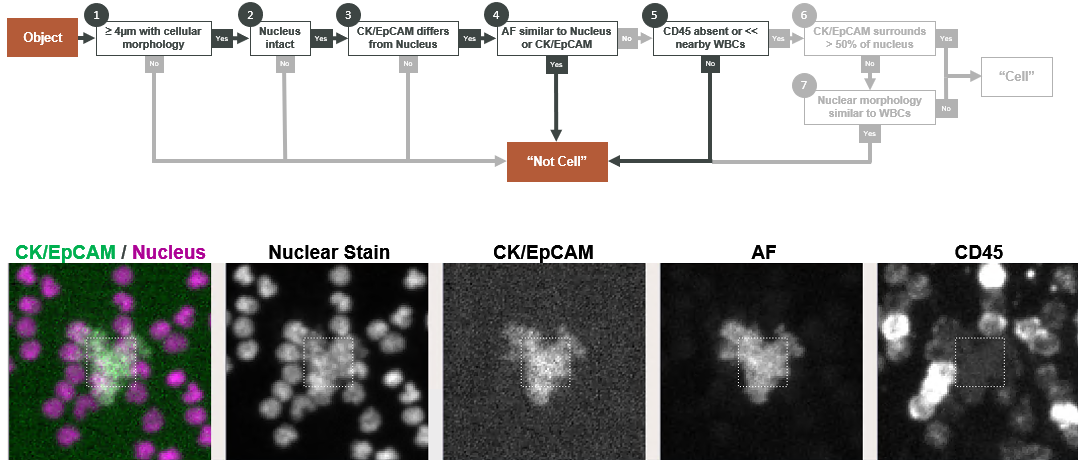 1 2 3 4 5 6
Object
≥ 4μm with cellular
morphology
Yes
Nucleus
intact
Yes
CK/EpCAM differs
from Nucleus
Yes
AF similar to Nucleus
or CK/EpCAM
No
CD45 absent or <<
nearby WBCs
Yes
CK/EpCAM surrounds
> 50% of nucleus
Yes
No
No
No
Yes
No
No
"Cell"
7
Nuclear morphology
similar to WBCs
No
Yes
“Not Cell”
CK/EpCAM / Nucleus
Nuclear Stain
CK/EpCAM
AF
CD45